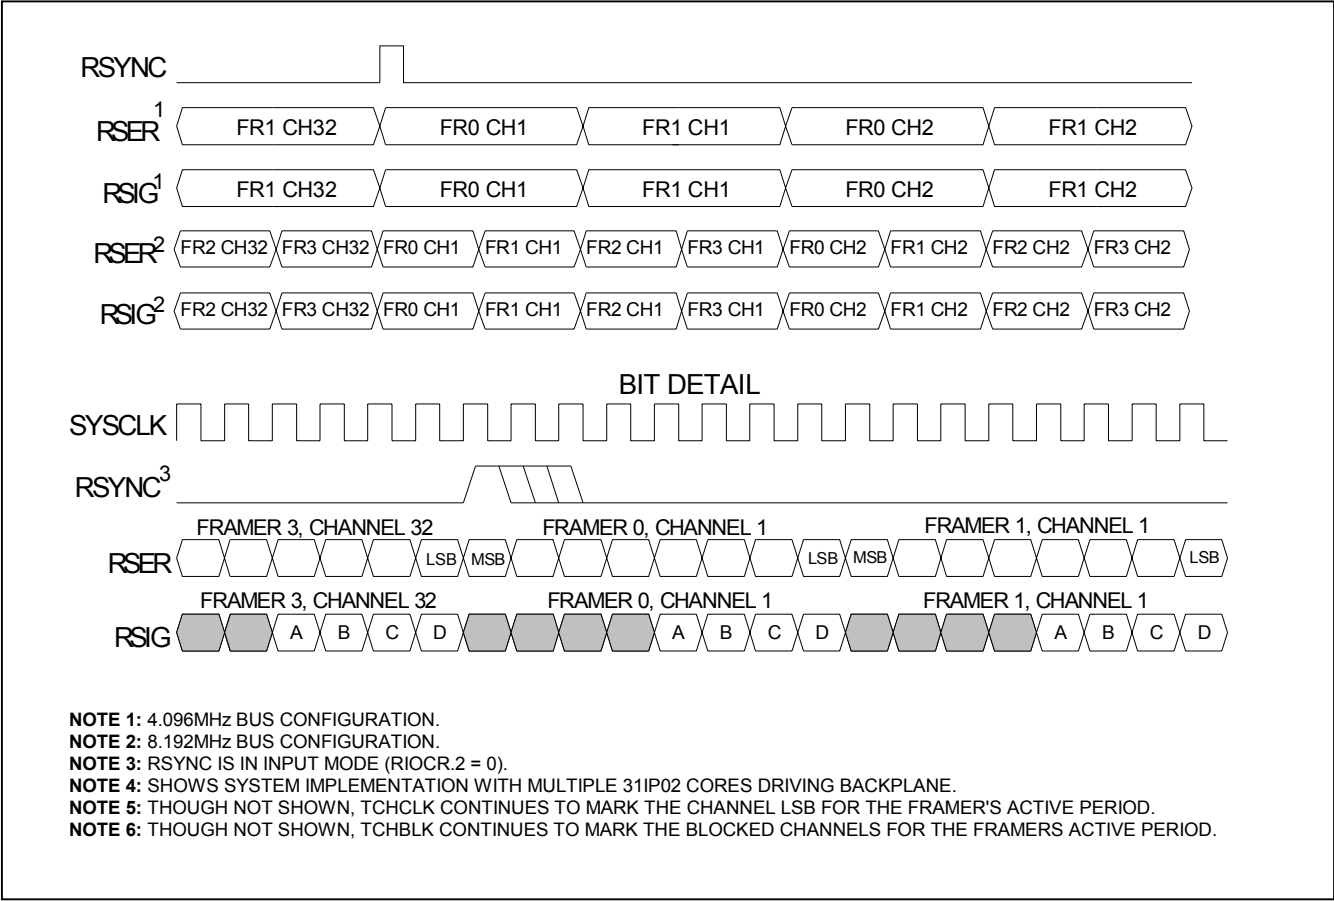 RSYNC
RSER1 FR1 CH32 FR0 CH1 FR1 CH1 FR0 CH2 FR1 CH2
RSIG1 FR1 CH32 FR0 CH1 FR1 CH1 FR0 CH2 FR1 CH2
RSER2 FR2 CH32 FR3 CH32 FR0 CH1 FR1 CH1 FR2 CH1 FR3 CH1 FR0 CH2 FR1 CH2 FR2 CH2 FR3 CH2
RSIG2 FR2 CH32 FR3 CH32 FR0 CH1 FR1 CH1 FR2 CH1 FR3 CH1 FR0 CH2 FR1 CH2 FR2 CH2 FR3 CH2
BIT DETAIL
SYSCLK
RSYNC3
FRAMER 3, CHANNEL 32 FRAMER 0, CHANNEL 1 FRAMER 1, CHANNEL 1
RSER LSB MSB LSB MSB LSB
FRAMER 3, CHANNEL 32 FRAMER 0, CHANNEL 1 FRAMER 1, CHANNEL 1
RSIG A B C D A B C D A B C D
NOTE 1: 4.096MHz BUS CONFIGURATION.
NOTE 2: 8.192MHz BUS CONFIGURATION.
NOTE 3: RSYNC IS IN INPUT MODE (RIOCR.2 = 0).
NOTE 4: SHOWS SYSTEM IMPLEMENTATION WITH MULTIPLE 31IP02 CORES DRIVING BACKPLANE.
NOTE 5: THOUGH NOT SHOWN, TCHCLK CONTINUES TO MARK THE CHANNEL LSB FOR THE FRAMER'S ACTIVE PERIOD.
NOTE 6: THOUGH NOT SHOWN, TCHBLK CONTINUES TO MARK THE BLOCKED CHANNELS FOR THE FRAMERS ACTIVE PERIOD.